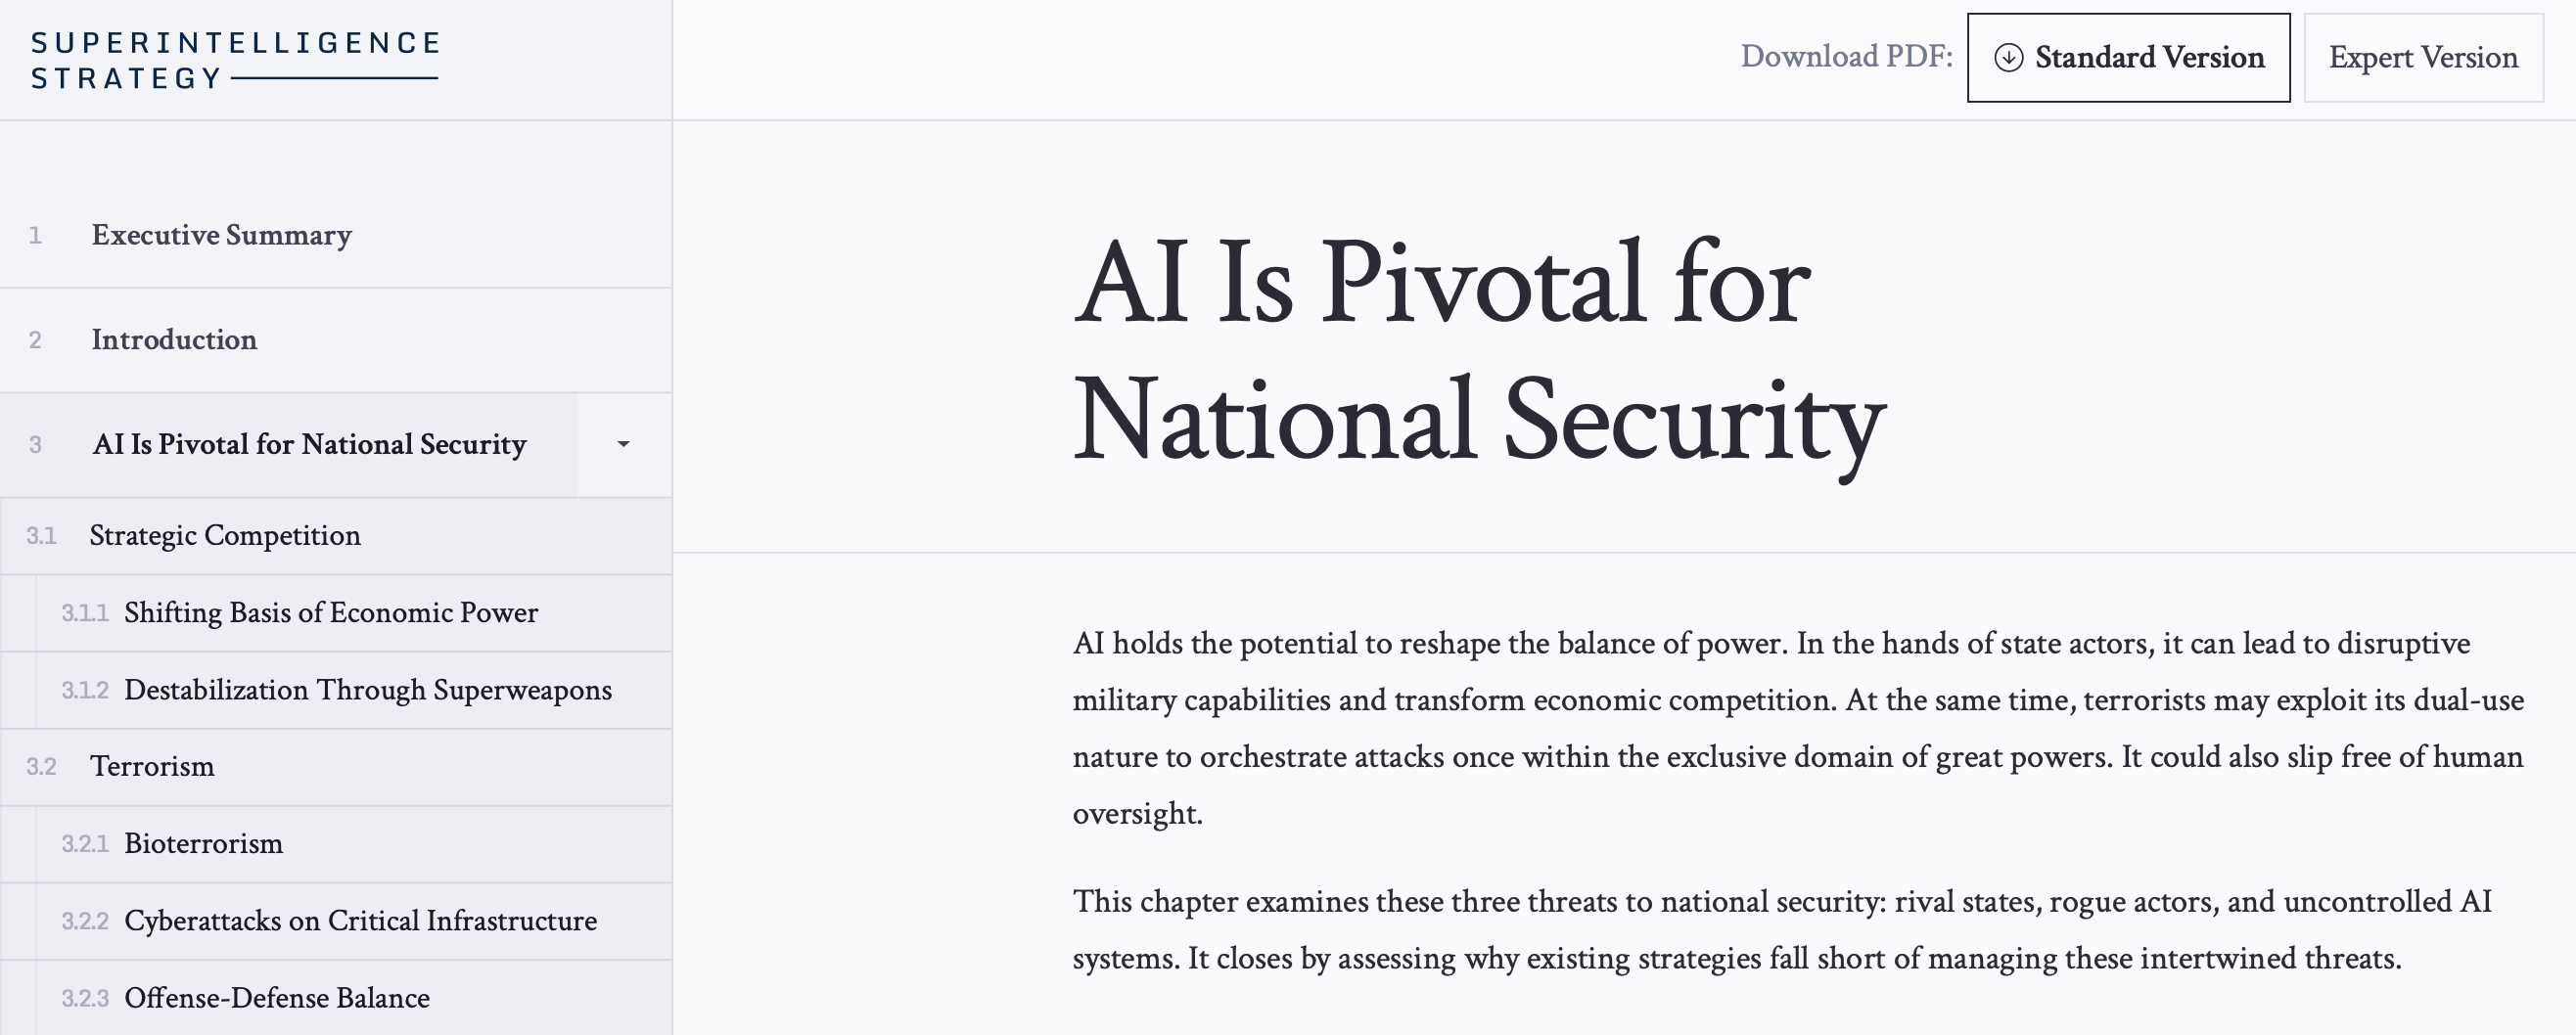 SUPERINTELLIGENCE
STRATEGY
Download PDF:
Standard Version
Expert Version
1 Executive Summary
2 Introduction
3 AI Is Pivotal for National Security
3.1 Strategic Competition
3.1.1 Shifting Basis of Economic Power
3.1.2 Destabilization Through Superweapons
3.2 Terrorism
3.2.1 Bioterrorism
3.2.2 Cyberattacks on Critical Infrastructure
3.2.3 Offense-Defense Balance
AI Is Pivotal for
National Security
AI holds the potential to reshape the balance of power. In the hands of state actors, it can lead to disruptive
military capabilities and transform economic competition. At the same time, terrorists may exploit its dual-use
nature to orchestrate attacks once within the exclusive domain of great powers. It could also slip free of human
oversight.
This chapter examines these three threats to national security: rival states, rogue actors, and uncontrolled AI
systems. It closes by assessing why existing strategies fall short of managing these intertwined threats.